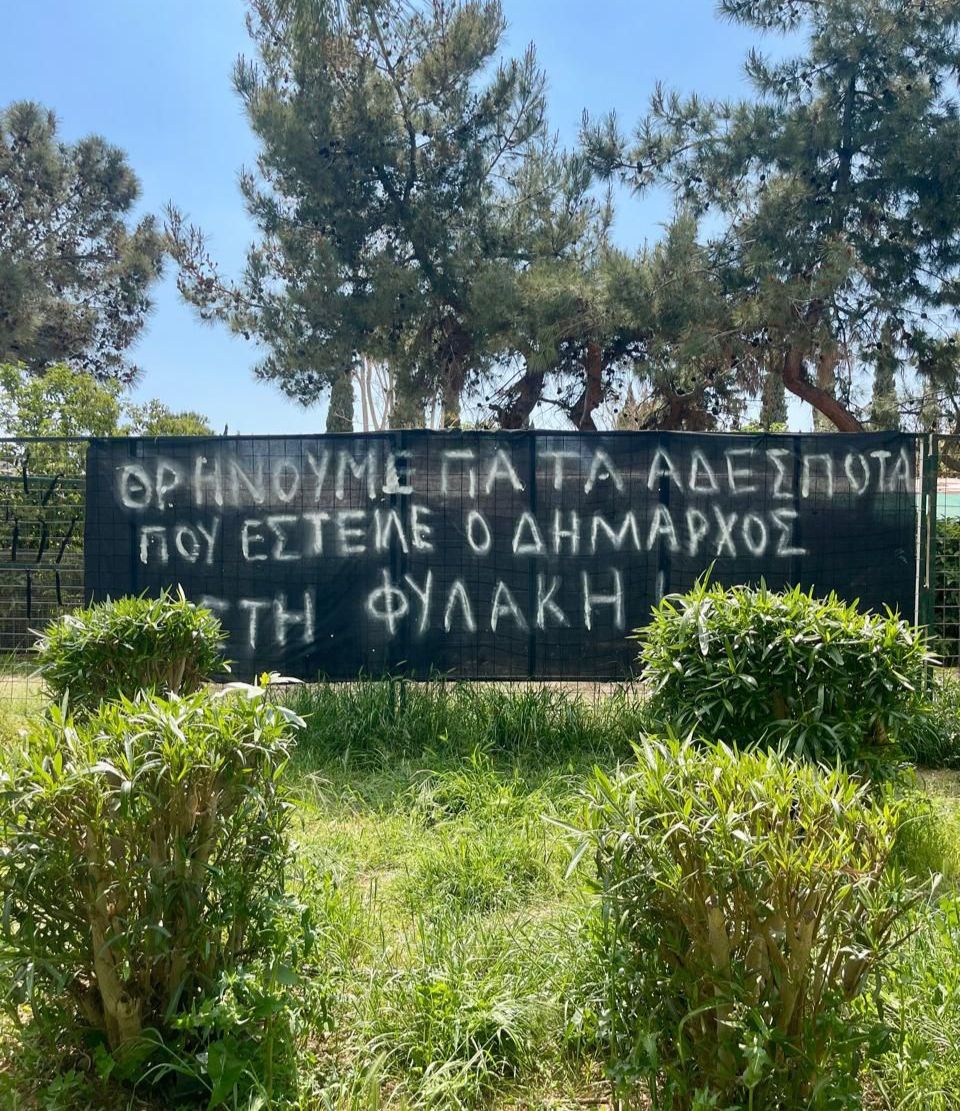 ΘΡΗΝΟΥΜΕ ΓΙΑ ΤΑ ΑΔΕΣΠΟΤΑ
ΠΟΥ ΕΣΤΕΙΛΕ Ο ΔΗΜΑΡΧΟΣ
ΣΤΗ ΦΥΛΑΚΗ !